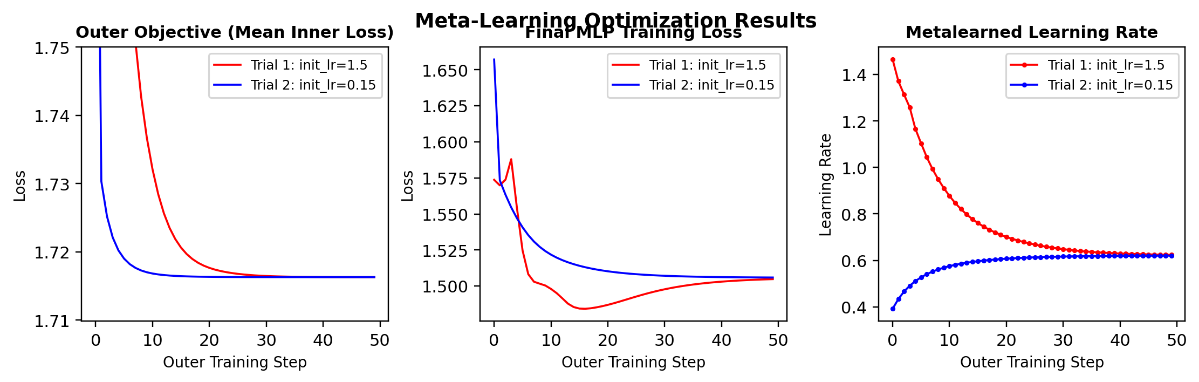 Meta-Learning Optimization Results
Outer Objective (Mean Inner Loss)
1.75
1.74
1.73
1.72
1.71
Loss
0 10 20 30 40 50
Outer Training Step
Trial 1: init_lr=1.5
Trial 2: init_lr=0.15
Final MLP Training Loss
1.650
1.625
1.600
1.575
1.550
1.525
1.500
Loss
0 10 20 30 40 50
Outer Training Step
Trial 1: init_lr=1.5
Trial 2: init_lr=0.15
Metalearned Learning Rate
1.4
1.2
1.0
0.8
0.6
0.4
Learning Rate
0 10 20 30 40 50
Outer Training Step
Trial 1: init_lr=1.5
Trial 2: init_lr=0.15